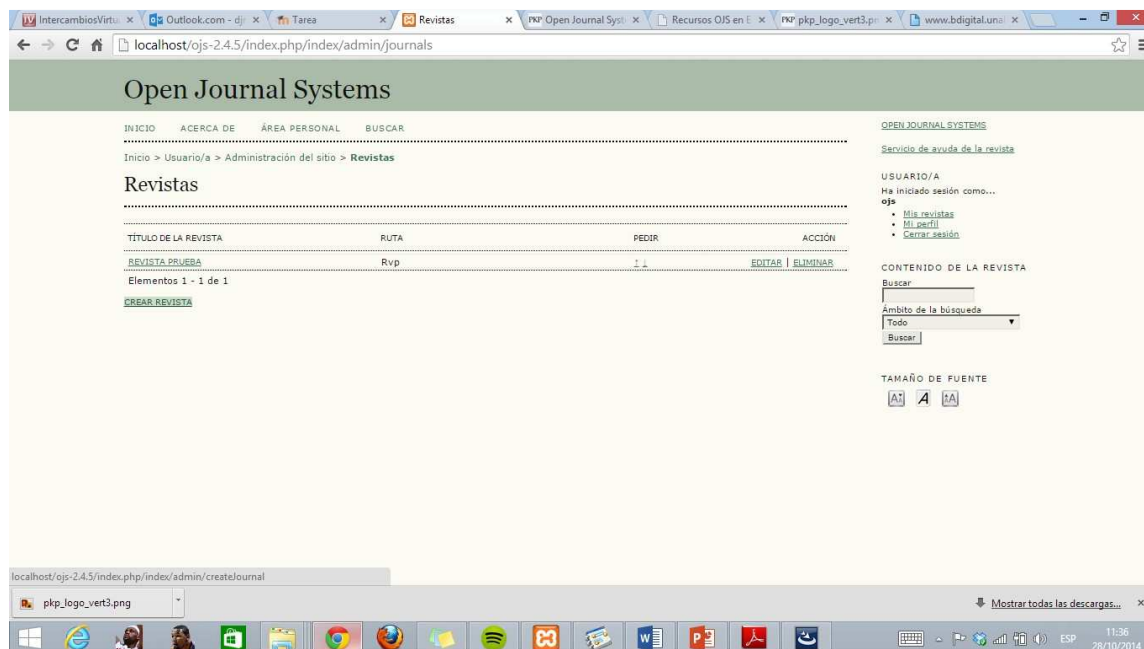 IntercambiosVirtu
Outlook.com - dj
Tarea
Revistas
PKP Open Journal Syst
Recursos OJS en E
PKP pkp_logo_vert3.pn
www.bdigital.unal
localhost/ojs-2.4.5/index.php/index/admin/journals
Open Journal Systems
INICIO ACERCA DE ÁREA PERSONAL BUSCAR
Inicio > Usuario/a > Administración del sitio > Revistas
Revistas
TÍTULO DE LA REVISTA RUTA PEDIR ACCIÓN
REVISTA PRUEBA Rvp ↑ ↓ EDITAR | ELIMINAR
Elementos 1 - 1 de 1
CREAR REVISTA
OPEN JOURNAL SYSTEMS
Servicio de ayuda de la revista
USUARIO/A
Ha iniciado sesión como...
ojs
Mis revistas
Mi perfil
Cerrar sesión
CONTENIDO DE LA REVISTA
Buscar
Ámbito de la búsqueda
Todo
Buscar
TAMAÑO DE FUENTE
A A A
localhost/ojs-2.4.5/index.php/index/admin/createJournal
pkp_logo_vert3.png
Mostrar todas las descargas...
ESP
11:36
28/10/2014